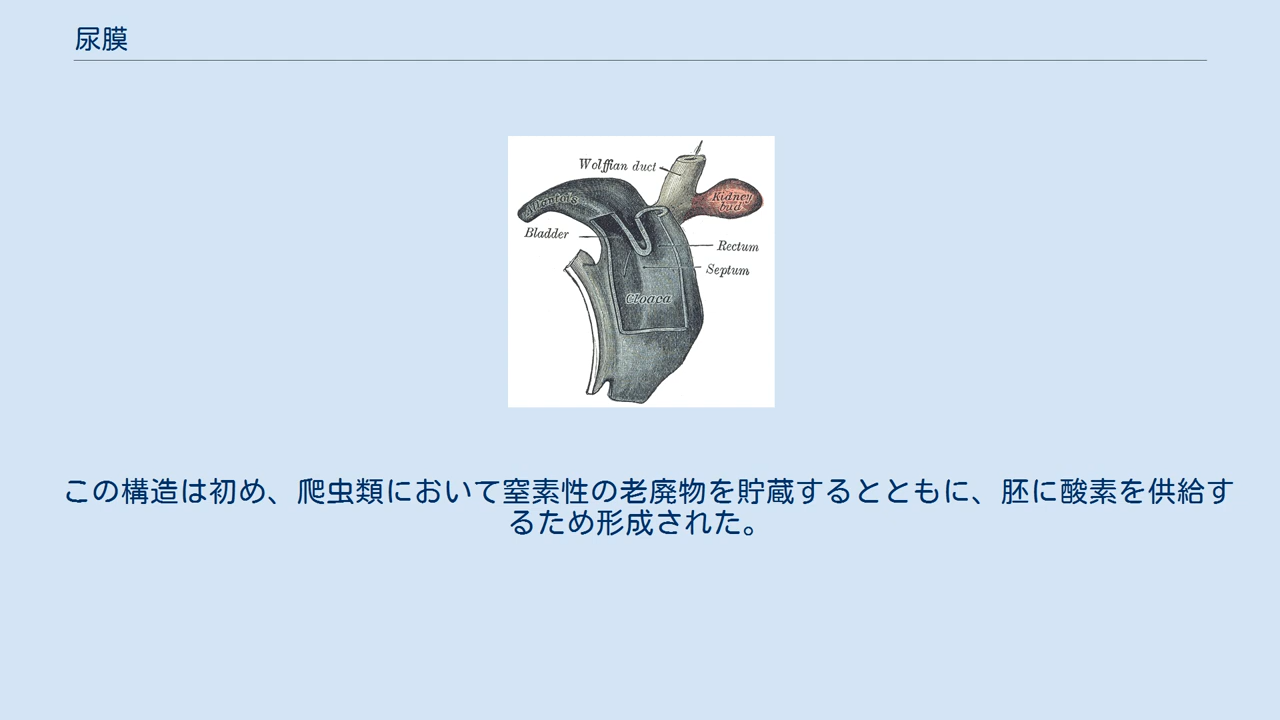 尿膜
Wolffian duct
Allantois
Kidney
bud
Bladder
Rectum
Septum
Cloaca
この構造は初め、爬虫類において窒素性の老廃物を貯蔵するとともに、胚に酸素を供給す
るため形成された。